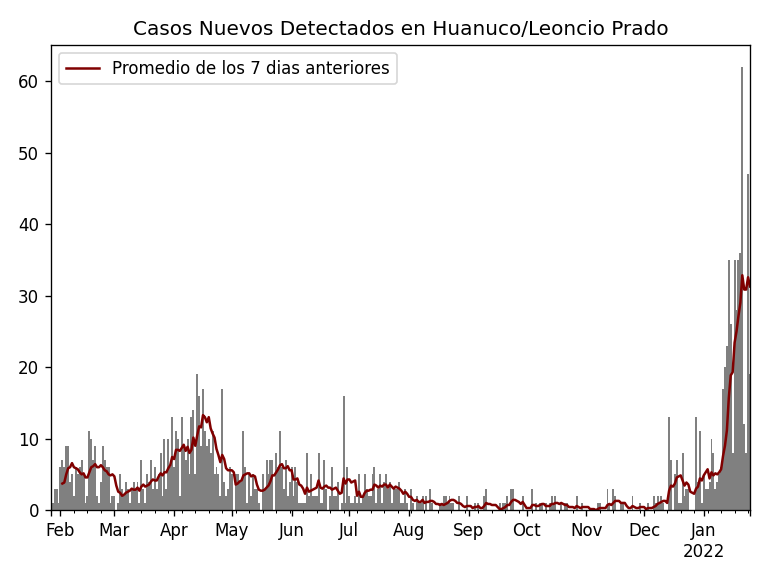 Casos Nuevos Detectados en Huanuco/Leoncio Prado
Promedio de los 7 dias anteriores
60
50
40
30
20
10
0
Feb Mar Apr May Jun Jul Aug Sep Oct Nov Dec Jan
2022